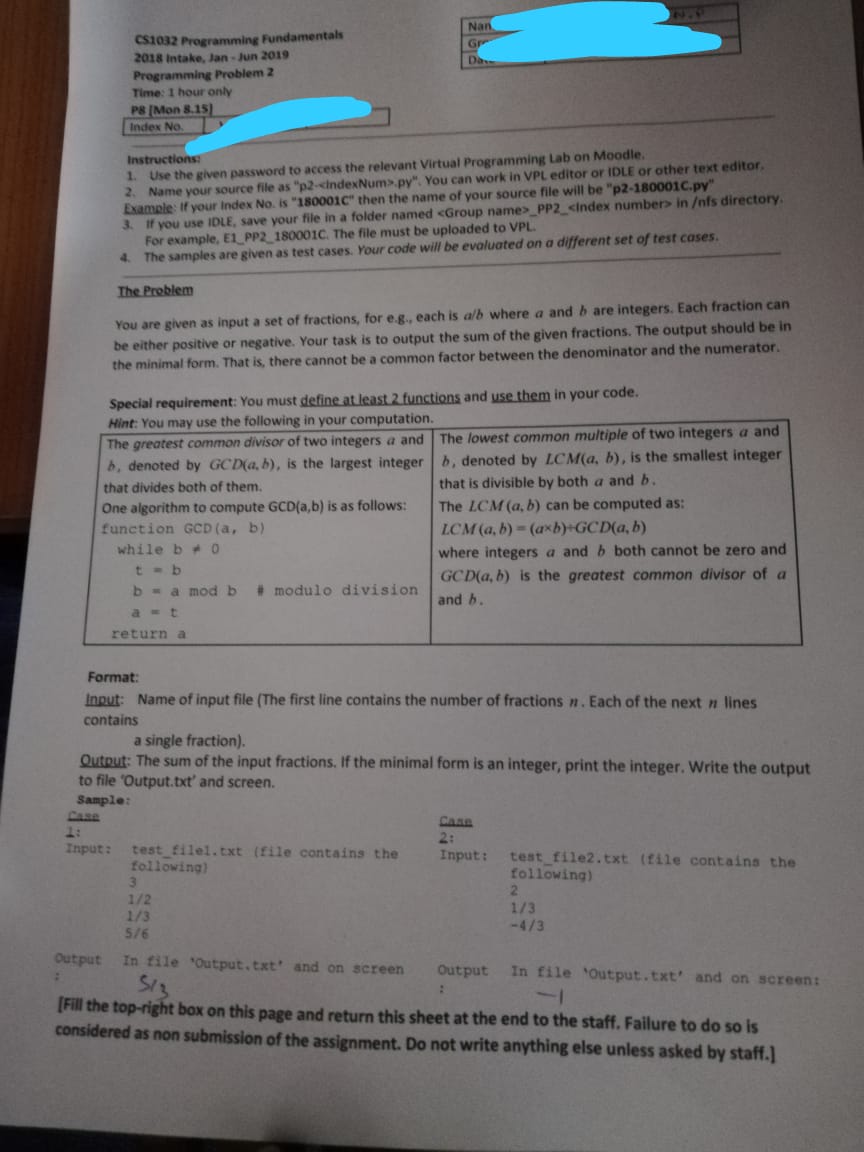 CS1032 Programming Fundamentals
2018 Intake, Jan - Jun 2019
Programming Problem 2
Time: 1 hour only
P8 [Mon 8.15]
Index No.
Instructions:
1. Use the given password to access the relevant Virtual Programming Lab on Moodle.
2. Name your source file as "p2-<IndexNum>.py". You can work in VPL editor or IDLE or other text editor.
Example: If your Index No. is "180001C" then the name of your source file will be "p2-180001C.py"
3. If you use IDLE, save your file in a folder named <Group name>_PP2_<Index number> in /nfs directory.
For example, E1_PP2_180001C. The file must be uploaded to VPL.
4. The samples are given as test cases. Your code will be evaluated on a different set of test cases.
The Problem
You are given as input a set of fractions, for e.g., each is a/b where a and b are integers. Each fraction can
be either positive or negative. Your task is to output the sum of the given fractions. The output should be in
the minimal form. That is, there cannot be a common factor between the denominator and the numerator.
Special requirement: You must define at least 2 functions and use them in your code.
Hint: You may use the following in your computation.
The greatest common divisor of two integers a and
b, denoted by GCD(a, b), is the largest integer
that divides both of them.
One algorithm to compute GCD(a,b) is as follows:
function GCD(a, b)
while b ≠ 0
t = b
b = a mod b # modulo division
a = t
return a
The lowest common multiple of two integers a and
b, denoted by LCM(a, b), is the smallest integer
that is divisible by both a and b.
The LCM(a, b) can be computed as:
LCM(a, b) = (a×b)÷GCD(a, b)
where integers a and b both cannot be zero and
GCD(a, b) is the greatest common divisor of a
and b.
Format:
Input: Name of input file (The first line contains the number of fractions n. Each of the next n lines
contains
a single fraction).
Output: The sum of the input fractions. If the minimal form is an integer, print the integer. Write the output
to file 'Output.txt' and screen.
Sample:
Case
1:
Input: test_file1.txt (file contains the
following)
3
1/2
1/3
5/6
Output In file 'Output.txt' and on screen
:
5/3
Case
2:
Input: test_file2.txt (file contains the
following)
2
1/3
-4/3
Output In file 'Output.txt' and on screen:
:
-1
[Fill the top-right box on this page and return this sheet at the end to the staff. Failure to do so is
considered as non submission of the assignment. Do not write anything else unless asked by staff.]